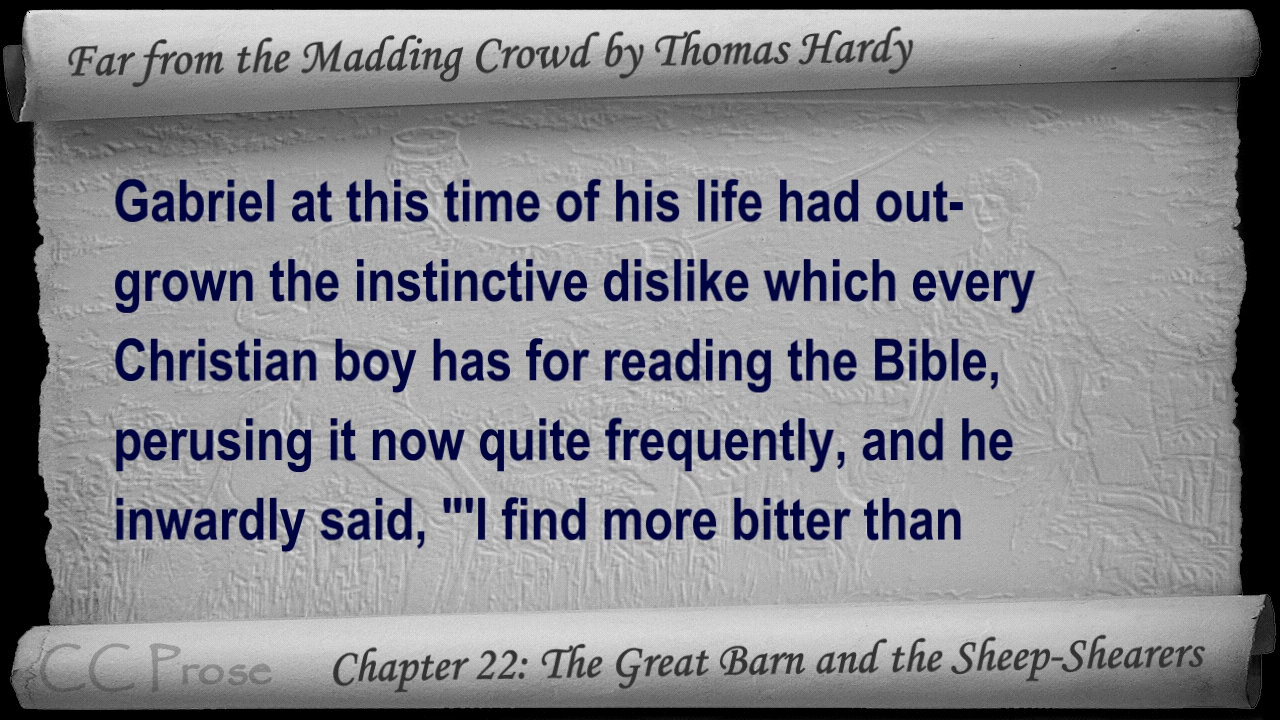 Far from the Madding Crowd by Thomas Hardy
Gabriel at this time of his life had out-
grown the instinctive dislike which every
Christian boy has for reading the Bible,
perusing it now quite frequently, and he
inwardly said, "'I find more bitter than
CC Prose
Chapter 22: The Great Barn and the Sheep-Shearers